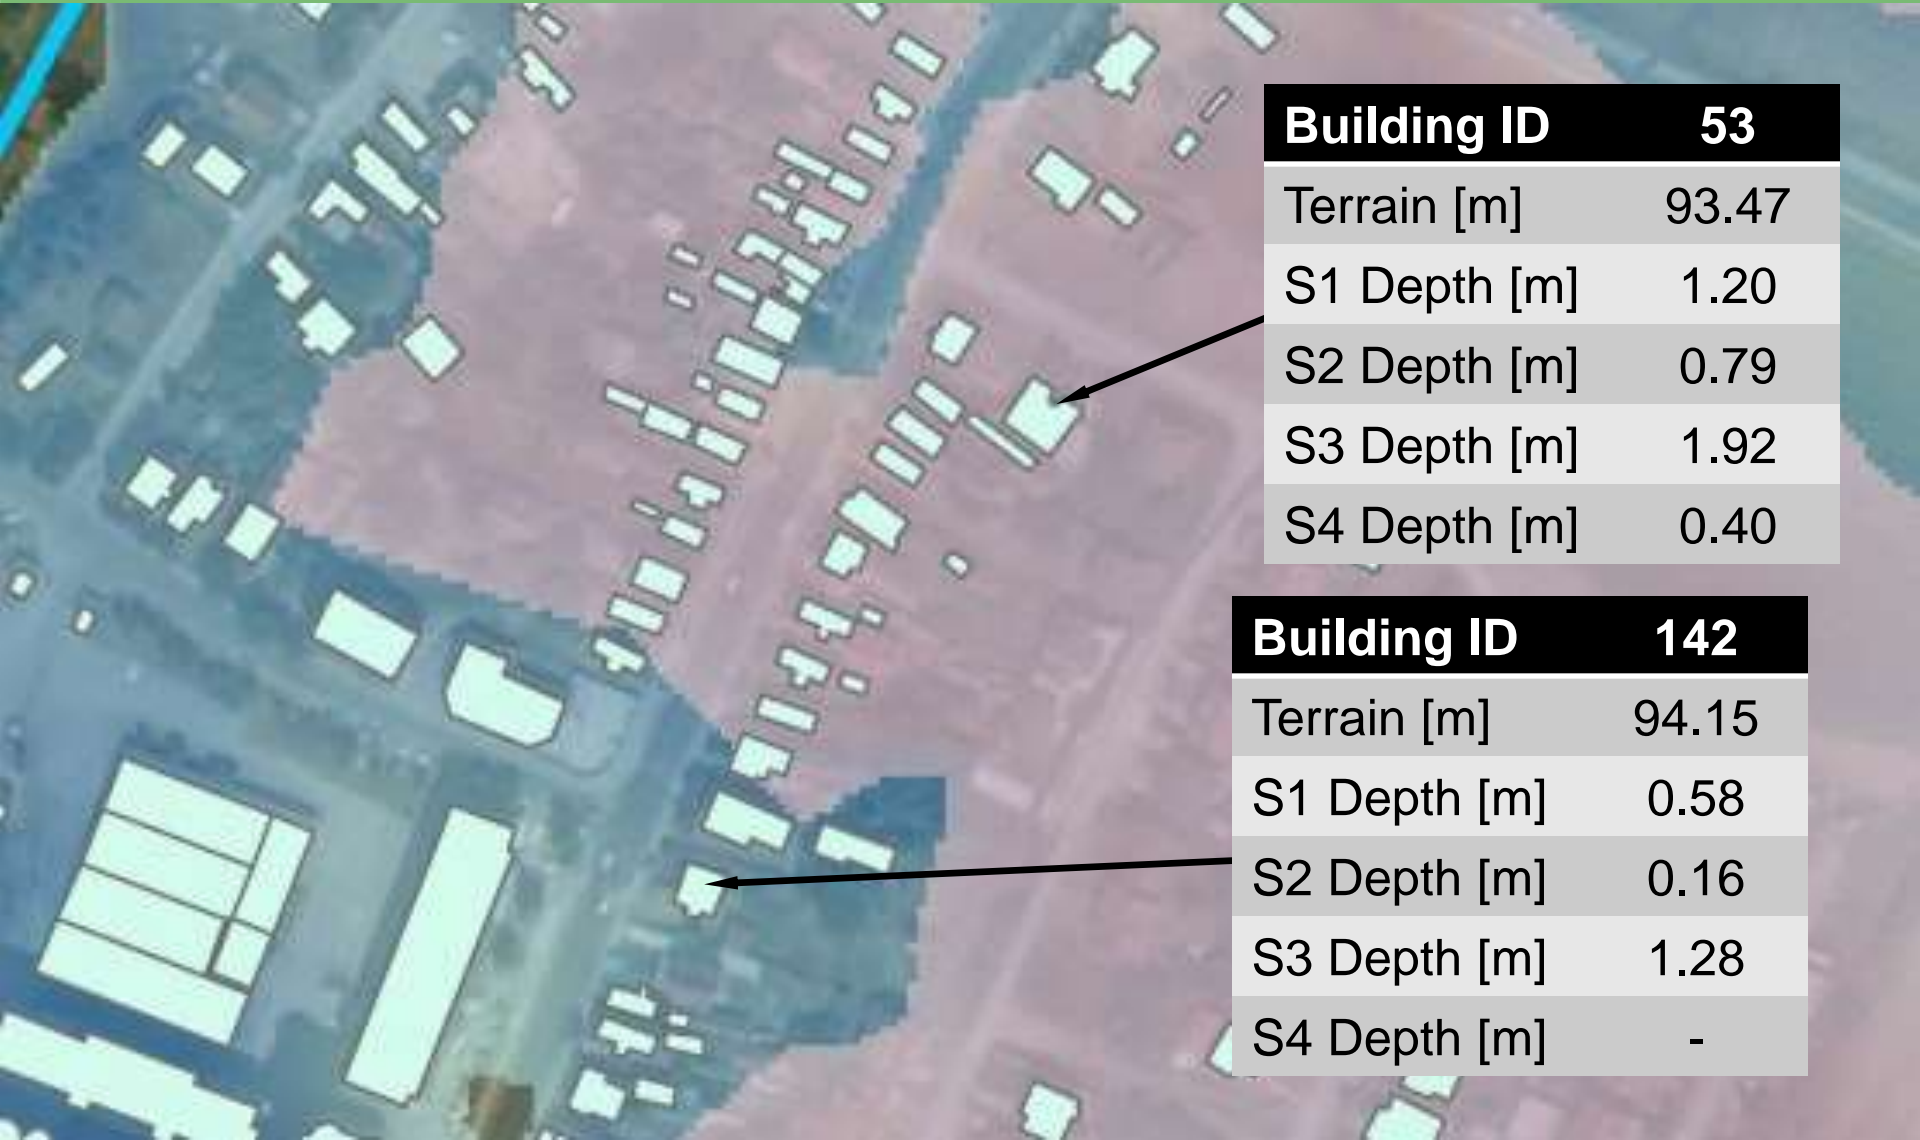 Building ID 53
Terrain [m] 93.47
S1 Depth [m] 1.20
S2 Depth [m] 0.79
S3 Depth [m] 1.92
S4 Depth [m] 0.40
Building ID 142
Terrain [m] 94.15
S1 Depth [m] 0.58
S2 Depth [m] 0.16
S3 Depth [m] 1.28
S4 Depth [m] -